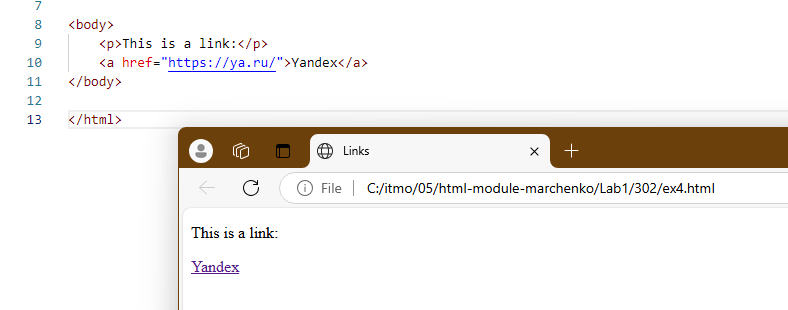 7
8 <body>
9 <p>This is a link:</p>
10 <a href="https://ya.ru/">Yandex</a>
11 </body>
12
13 </html>
Links
File C:/itmo/05/html-module-marchenko/Lab1/302/ex4.html
This is a link:
Yandex